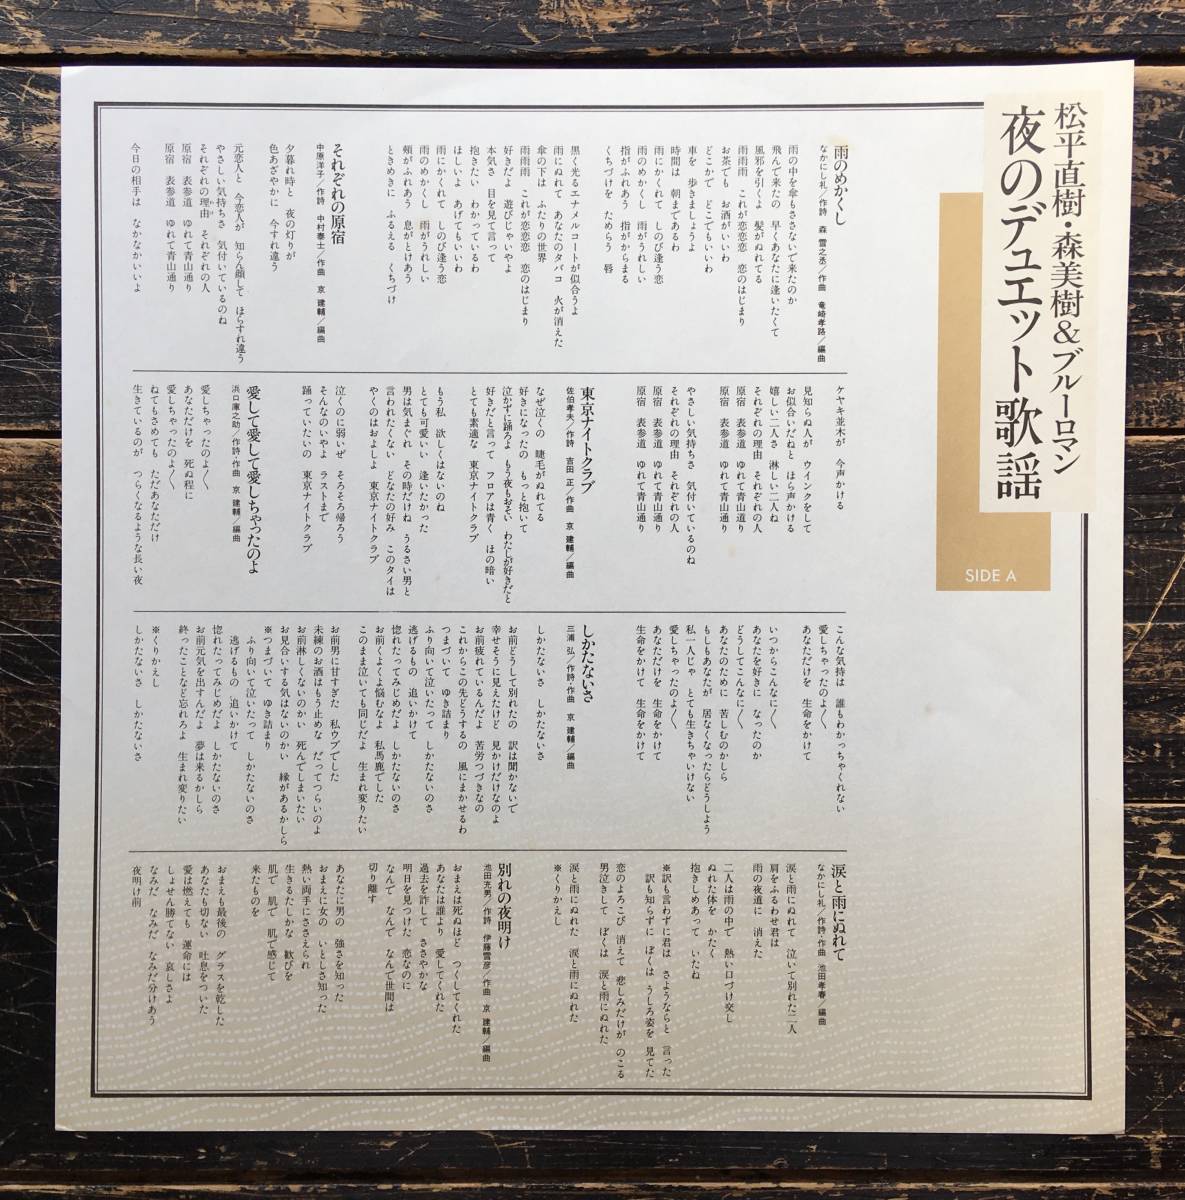 松平直樹・森美樹&ブルーロマン
夜のデュエット歌謡
SIDE A
雨のめかくし
なかにし礼/作詩 森 雪之丞/作曲 竜崎孝路/編曲
雨の中を傘もささないで来たのか
飛んで来たの 早くあなたに逢いたくて
風邪を引くよ 髪がぬれてる
雨雨雨 これが恋恋恋 恋のはじまり
お茶でも お酒がいいわ
どこかで どこでもいいわ
車を 歩きましょうよ
時間は 朝まであるわ
雨にかくれて しのび逢う恋
雨のめかくし 雨がうれしい
指がふれあう 指がからまる
くちづけを ためらう 唇
黒く光るエナメルコートが似合うよ
雨にぬれて あなたのタバコ 火が消えた
傘の下は ふたりの世界
雨雨雨 これが恋恋恋 恋のはじまり
好きだよ 遊びじゃいやよ
本気さ 目を見て言って
抱きたい わかっているわ
ほしいよ あげてもいいわ
雨にかくれて しのび逢う恋
雨のめかくし 雨がうれしい
頬がふれあう 息がとけあう
ときめきに ふるえる くちづけ
それぞれの原宿
中原洋子/作詩 中村泰士/作曲 京 建輔/編曲
夕暮れ時と 夜の灯りが
色あざやかに 今すれ違う
元恋人と 今恋人が 知らん顔して ほらすれ違う
やさしい気持ちさ 気付いているのね
それぞれの理由 それぞれの人
原宿 表参道 ゆれて青山通り
原宿 表参道 ゆれて青山通り
今日の相手は なかなかいいよ
ケヤキ並木が 今声かける
見知らぬ人が ウインクをして
お似合いだねと ほら声かける
嬉しい二人さ 淋しい二人ね
それぞれの理由 それぞれの人
原宿 表参道 ゆれて青山通り
原宿 表参道 ゆれて青山通り
やさしい気持ちさ 気付いているのね
それぞれの理由 それぞれの人
原宿 表参道 ゆれて青山通り
原宿 表参道 ゆれて青山通り
東京ナイトクラブ
佐伯孝夫/作詩 吉田 正/作曲 京 建輔/編曲
なぜ泣くの 睫毛がぬれてる
好きになったの もっと抱いて
泣かずに踊ろよ もう夜もおそい わたしが好きだと
好きだと言って フロアは青く ほの暗い
とても素適な 東京ナイトクラブ
もう私 欲しくはないのね
とても可愛いい 逢いたかった
男は気まぐれ その時だけね うるさい男と
言われたくない どなたの好み このタイは
やくのはおよしよ 東京ナイトクラブ
泣くのに弱いぜ そろそろ帰ろう
そんなのいやよ ラストまで
踊っていたいの 東京ナイトクラブ
愛して愛して愛しちゃったのよ
浜口庫之助/作詩・作曲 京 建輔/編曲
愛しちゃったのよ〱
あなただけを 死ぬ程に
愛しちゃったのよ〱
ねてもさめても ただあなただけ
生きているのが つらくなるような長い夜
こんな気持は 誰もわかっちゃくれない
愛しちゃったのよ〱
あなただけを 生命をかけて
いつからこんなに〱
あなたを好きに なったのか
どうしてこんなに〱
あなたのために 苦しむのかしら
もしもあなたが 居なくなったらどうしよう
私一人じゃ とても生きちゃいけない
愛しちゃったのよ〱
あなただけを 生命をかけて
生命をかけて 生命をかけて
しかたないさ
三浦 弘/作詩・作曲 京 建輔/編曲
しかたないさ しかたないさ
お前どうして別れたの 訳は聞かないで
幸せそうに見えたけど 見かけだけなのよ
お前疲れているんだよ 苦労つづきなの
これからこの先どうするの 風にまかせるわ
つまづいて ゆき詰まり
ふり向いて泣いたって しかたないのさ
逃げるもの 追いかけて
惚れたってみじめだよ しかたないのさ
お前くよくよ悩むなよ 私馬鹿でした
このまま泣いても同じだよ 生まれ変りたい
お前男に甘すぎた 私ウブでした
未練のお酒はもう止めな だってつらいのよ
お前淋しくないのかい 死んでしまいたい
お見合いする気はないのかい 縁があるかしら
※つまづいて ゆき詰まり
ふり向いて泣いたって しかたないのさ
逃げるもの 追いかけて
惚れたってみじめだよ しかたないのさ
お前元気を出すんだよ 夢は来るかしら
終ったことなど忘れろよ 生まれ変りたい
※くりかえし
しかたないさ しかたないさ
涙と雨にぬれて
なかにし礼/作詩・作曲 池田孝春/編曲
涙と雨にぬれて 泣いて別れた二人
肩をふるわせ君は
雨の夜道に 消えた
二人は雨の中で 熱い口づけ交し
ぬれた体を かたく
抱きしめあって いたね
※訳も言わずに君は さようならと 言った
訳も知らずに ぼくは うしろ姿を 見てた
恋のよろこび 消えて 悲しみだけが のこる
男泣きして ぼくは 涙と雨にぬれた
涙と雨にぬれた 涙と雨にぬれた
※くりかえし
別れの夜明け
池田充男/作詩 伊藤雪彦/作曲 京 建輔/編曲
おまえは死ぬほど つくしてくれた
あなたは誰より 愛してくれた
過去を許して ささやかな
明日を見つけた 恋なのに
なんで なんで なんで世間は
切り離す
あなたに男の 強さを知った
おまえに女の いとしさ知った
熱い両手に ささえられ
生きるたしかな 歓びを
肌で 肌で 肌で感じて
来たものを
おまえも最後の グラスを乾した
あなたも切ない 吐息をついた
愛は燃えても 運命には
しょせん勝てない 哀しさよ
なみだ なみだ なみだ分けあう
夜明け前